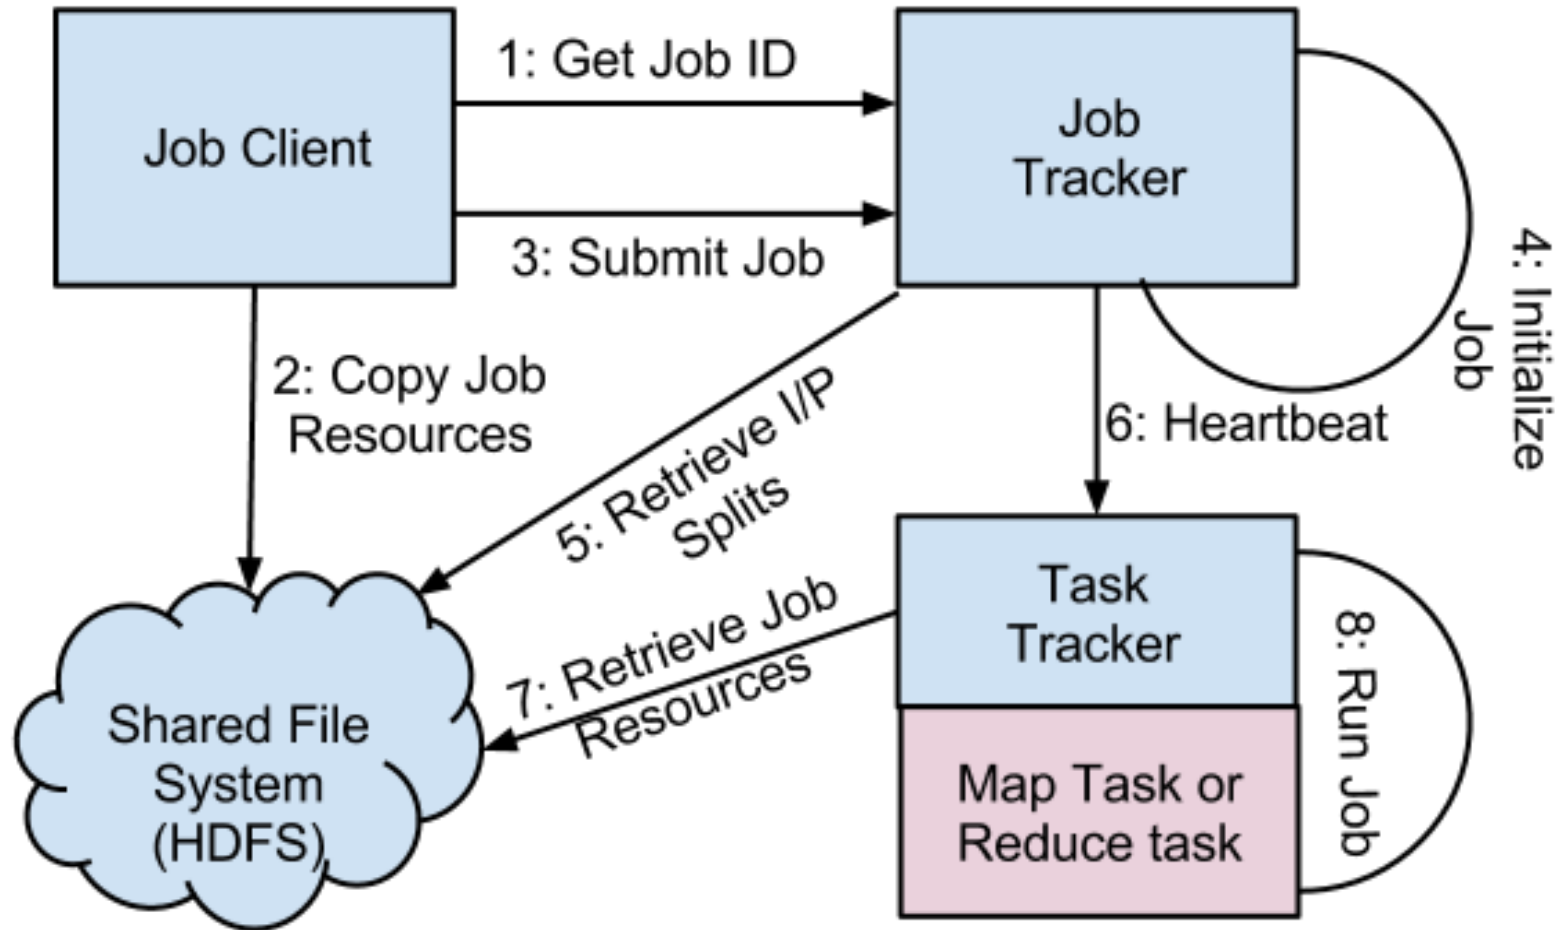 1: Get Job ID
Job Client
Job
Tracker
3: Submit Job
4: Initialize
Job
2: Copy Job
Resources
5: Retrieve I/P
Splits
6: Heartbeat
7: Retrieve Job
Resources
Task
Tracker
8: Run Job
Shared File
System
(HDFS)
Map Task or
Reduce task